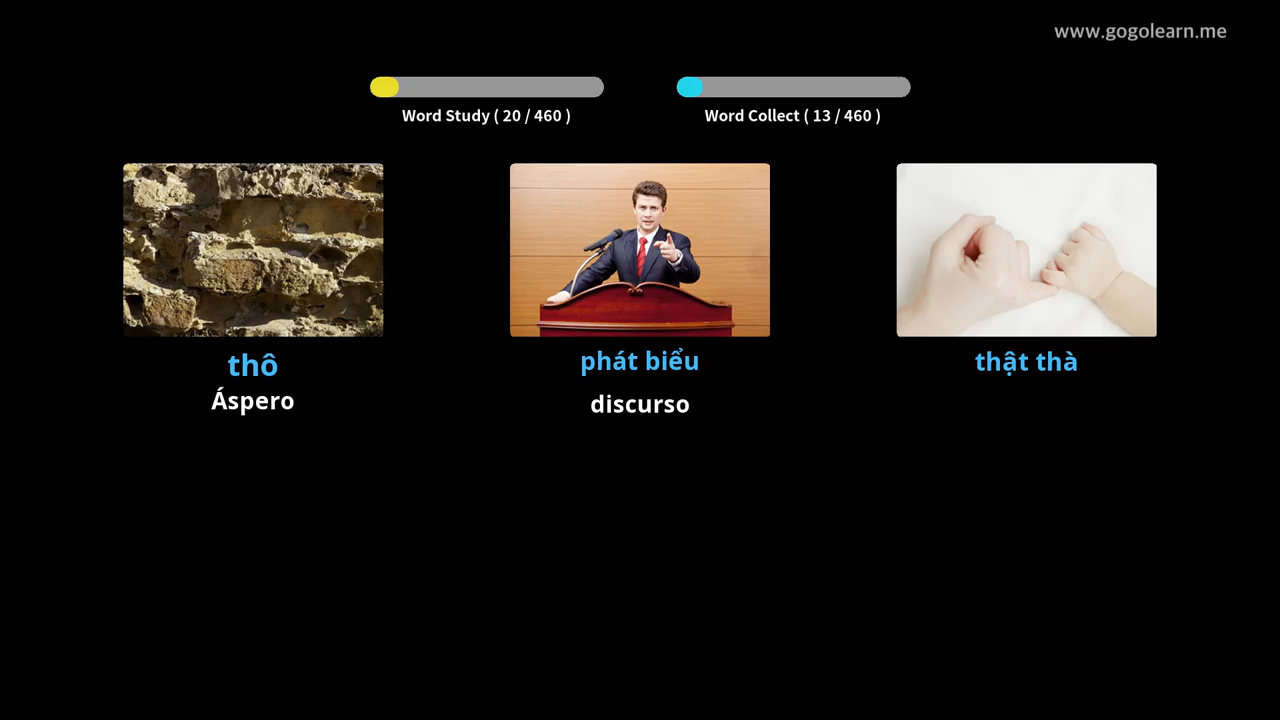 www.gogolearn.me
Word Study ( 20 / 460 )
Word Collect ( 13 / 460 )
thô
Áspero
phát biểu
discurso
thật thà